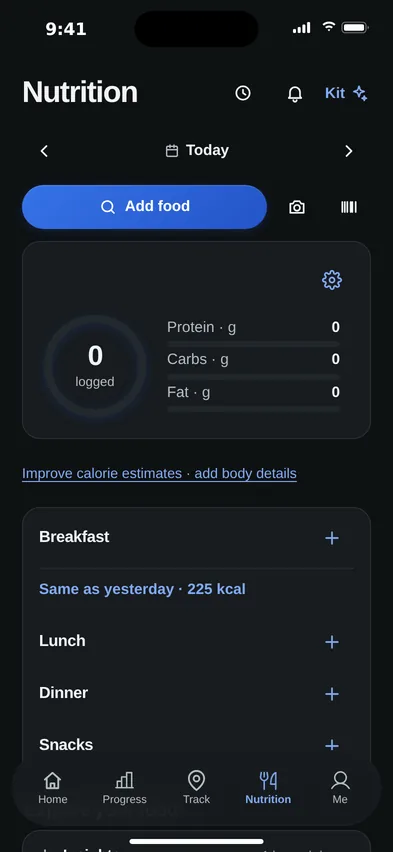 9:41
Nutrition
Kit
Today
Add food
Protein · g 0
0
logged
Carbs · g 0
Fat · g 0
Improve calorie estimates · add body details
Breakfast
Same as yesterday · 225 kcal
Lunch
Dinner
Snacks
Home
Progress
Track
Nutrition
Me